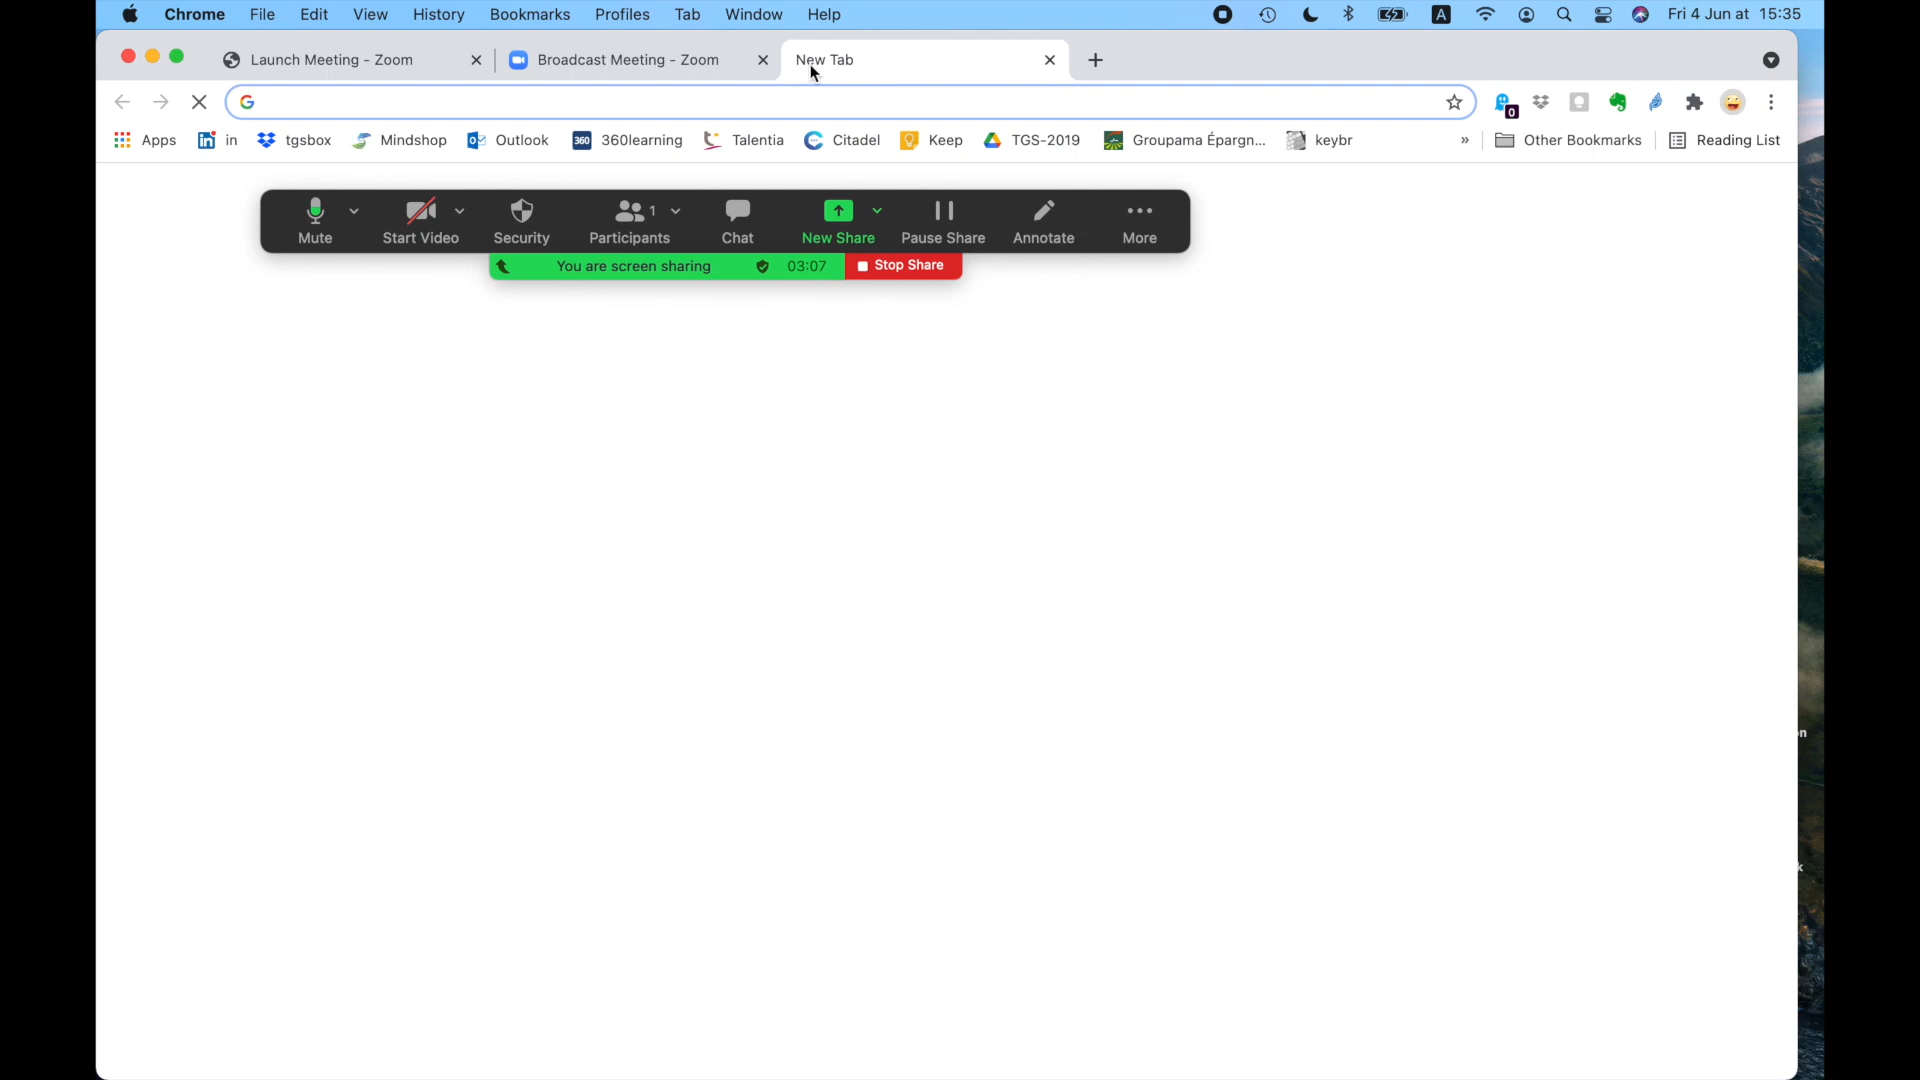 Chrome File Edit View History Bookmarks Profiles Tab Window Help A Fri 4 Jun at 15:35
Launch Meeting - Zoom Broadcast Meeting - Zoom New Tab
0
Apps in tgsbox Mindshop Outlook 360 360learning Talentia Citadel Keep TGS-2019 Groupama Épargn... keybr » Other Bookmarks Reading List
1
Mute Start Video Security Participants Chat New Share Pause Share Annotate More
You are screen sharing 03:07 Stop Share